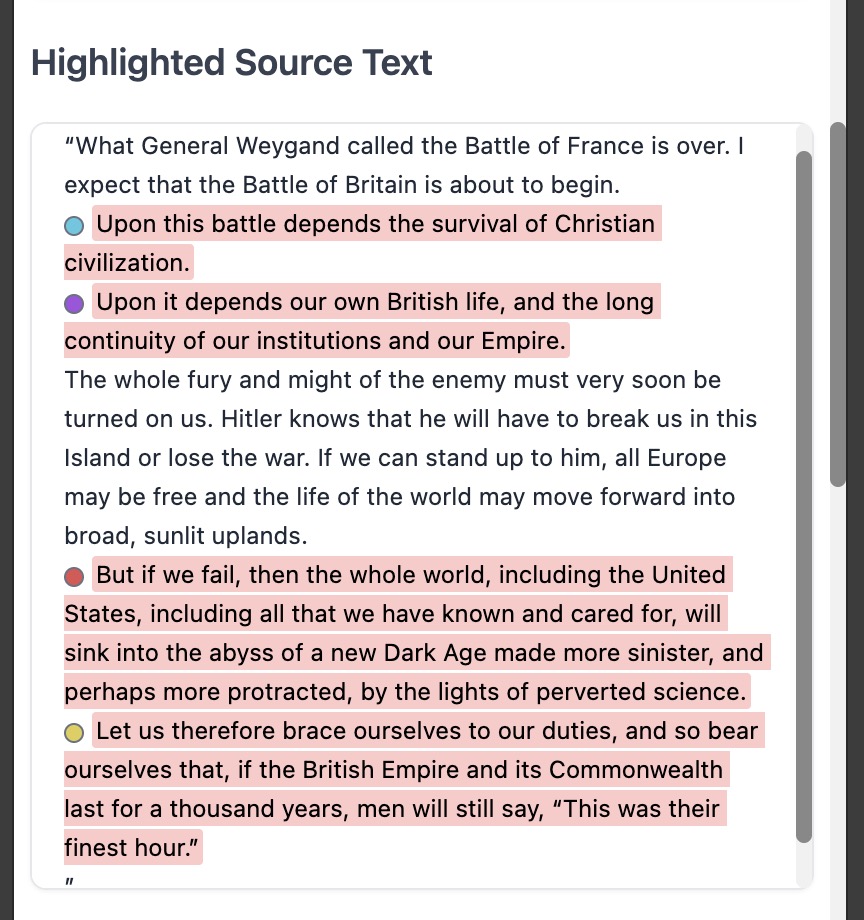 Highlighted Source Text
“What General Weygand called the Battle of France is over. I
expect that the Battle of Britain is about to begin.
Upon this battle depends the survival of Christian
civilization.
Upon it depends our own British life, and the long
continuity of our institutions and our Empire.
The whole fury and might of the enemy must very soon be
turned on us. Hitler knows that he will have to break us in this
Island or lose the war. If we can stand up to him, all Europe
may be free and the life of the world may move forward into
broad, sunlit uplands.
But if we fail, then the whole world, including the United
States, including all that we have known and cared for, will
sink into the abyss of a new Dark Age made more sinister, and
perhaps more protracted, by the lights of perverted science.
Let us therefore brace ourselves to our duties, and so bear
ourselves that, if the British Empire and its Commonwealth
last for a thousand years, men will still say, “This was their
finest hour.”
”